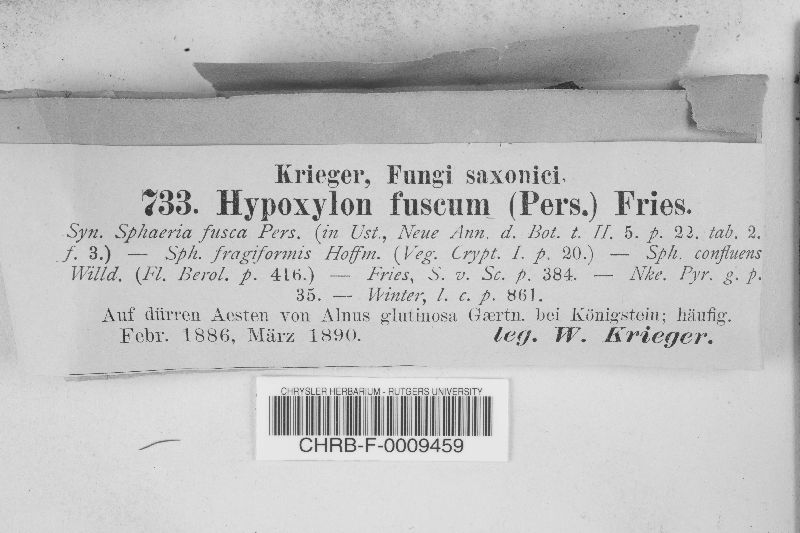 Krieger, Fungi saxonici.
733. Hypoxylon fuscum (Pers.) Fries.
Syn. Sphaeria fusca Pers. (in Ust., Neue Ann. d. Bot. t. II. 5. p. 22. tab. 2.
f. 3.) — Sph. fragiformis Hoffm. (Veg. Crypt. I. p. 20.) — Sph. confluens
Willd. (Fl. Berol. p. 416.) — Fries, S. v. Sc. p. 384. — Nke. Pyr. g. p.
35. — Winter, l. c. p. 861.
Auf dürren Aesten von Alnus glutinosa Gærtn. bei Königstein; häufig.
Febr. 1886, März 1890. leg. W. Krieger.
CHRYSLER HERBARIUM - RUTGERS UNIVERSITY
CHRB-F-0009459